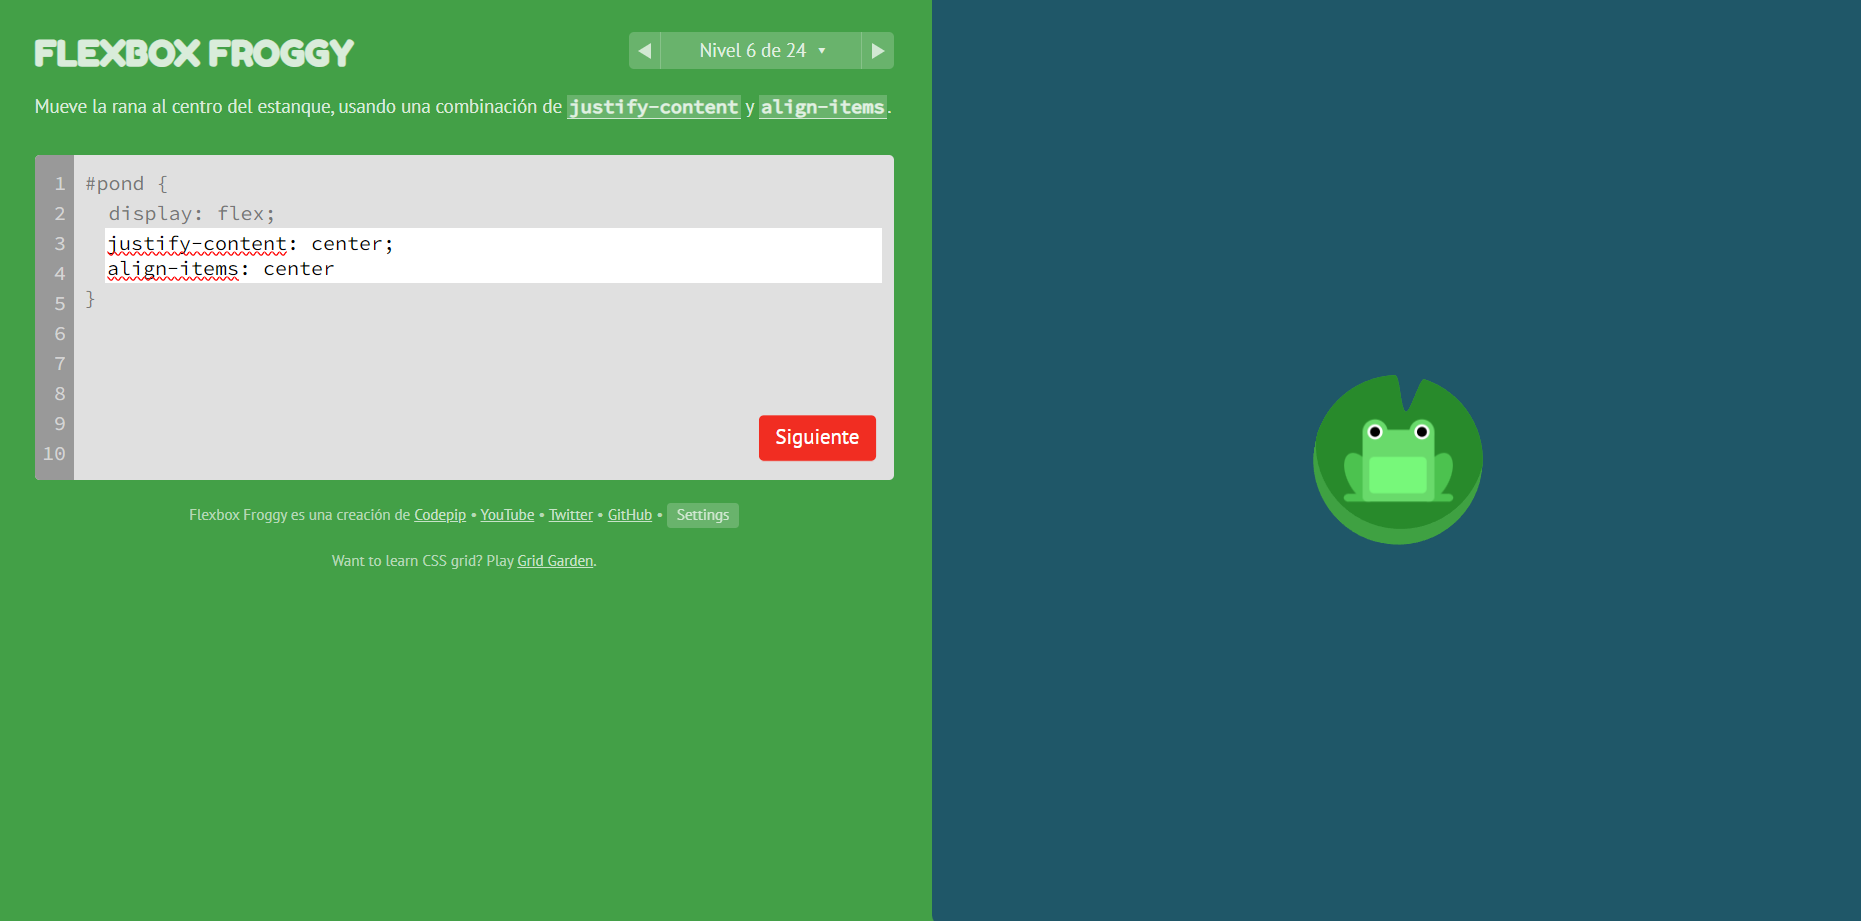 FLEXBOX FROGGY
◀ Nivel 6 de 24 ▼ ▶
Mueve la rana al centro del estanque, usando una combinación de justify-content y align-items.
1 #pond {
2 display: flex;
3 justify-content: center;
4 align-items: center
5 }
6
7
8
9
10
Siguiente
Flexbox Froggy es una creación de Codepip • YouTube • Twitter • GitHub • Settings
Want to learn CSS grid? Play Grid Garden.